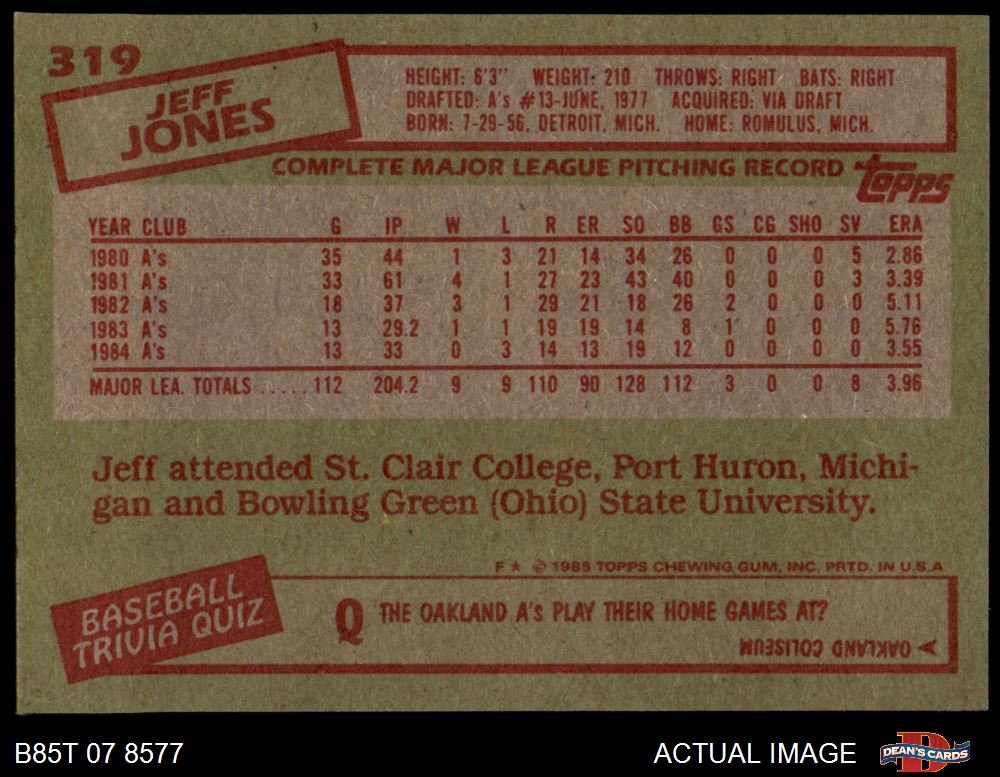 319
JEFF
JONES
HEIGHT: 6'3" WEIGHT: 210 THROWS: RIGHT BATS: RIGHT
DRAFTED: A's #13-JUNE, 1977 ACQUIRED: VIA DRAFT
BORN: 7-29-56, DETROIT, MICH. HOME: ROMULUS, MICH.
COMPLETE MAJOR LEAGUE PITCHING RECORD
Topps
YEAR CLUB G IP W L R ER SO BB GS CG SHO SV ERA
1980 A's 35 44 1 3 21 14 34 26 0 0 0 5 2.86
1981 A's 33 61 4 1 27 23 43 40 0 0 0 3 3.39
1982 A's 18 37 3 1 29 21 18 26 2 0 0 0 5.11
1983 A's 13 29.2 1 1 19 19 14 8 1 0 0 0 5.76
1984 A's 13 33 0 3 14 13 19 12 0 0 0 0 3.55
MAJOR LEA. TOTALS ..... 112 204.2 9 9 110 90 128 112 3 0 0 8 3.96
Jeff attended St. Clair College, Port Huron, Michi-
gan and Bowling Green (Ohio) State University.
F★ © 1985 TOPPS CHEWING GUM, INC. PRTD. IN U.S.A
BASEBALL
TRIVIA QUIZ
Q THE OAKLAND A's PLAY THEIR HOME GAMES AT?
OAKLAND COLISEUM
B85T 07 8577
ACTUAL IMAGE
D
DEAN'S CARDS